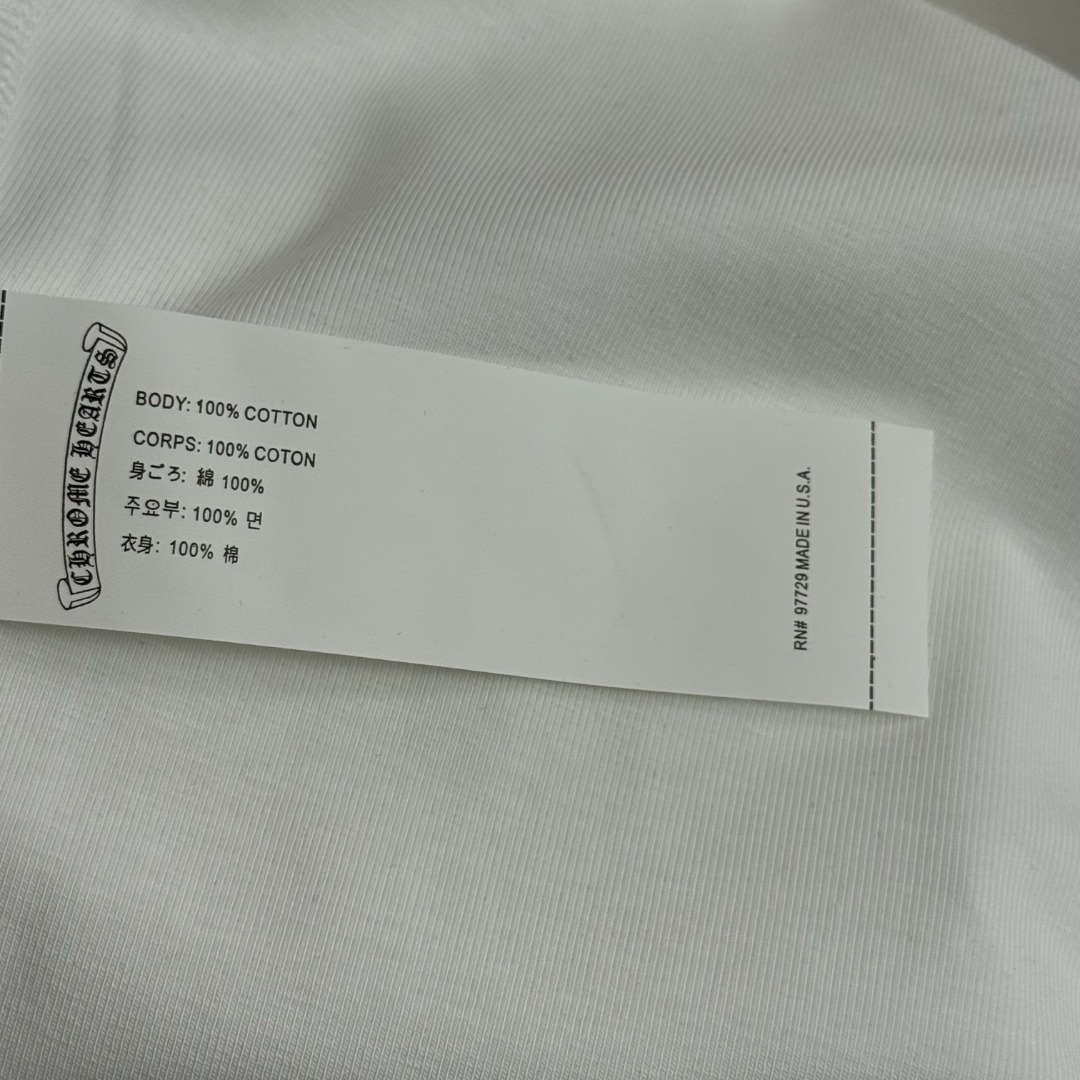 CHROME HEARTS
BODY: 100% COTTON
CORPS: 100% COTON
身ごろ: 綿 100%
주요부: 100% 면
衣身: 100% 棉
RN# 97729 MADE IN U.S.A.